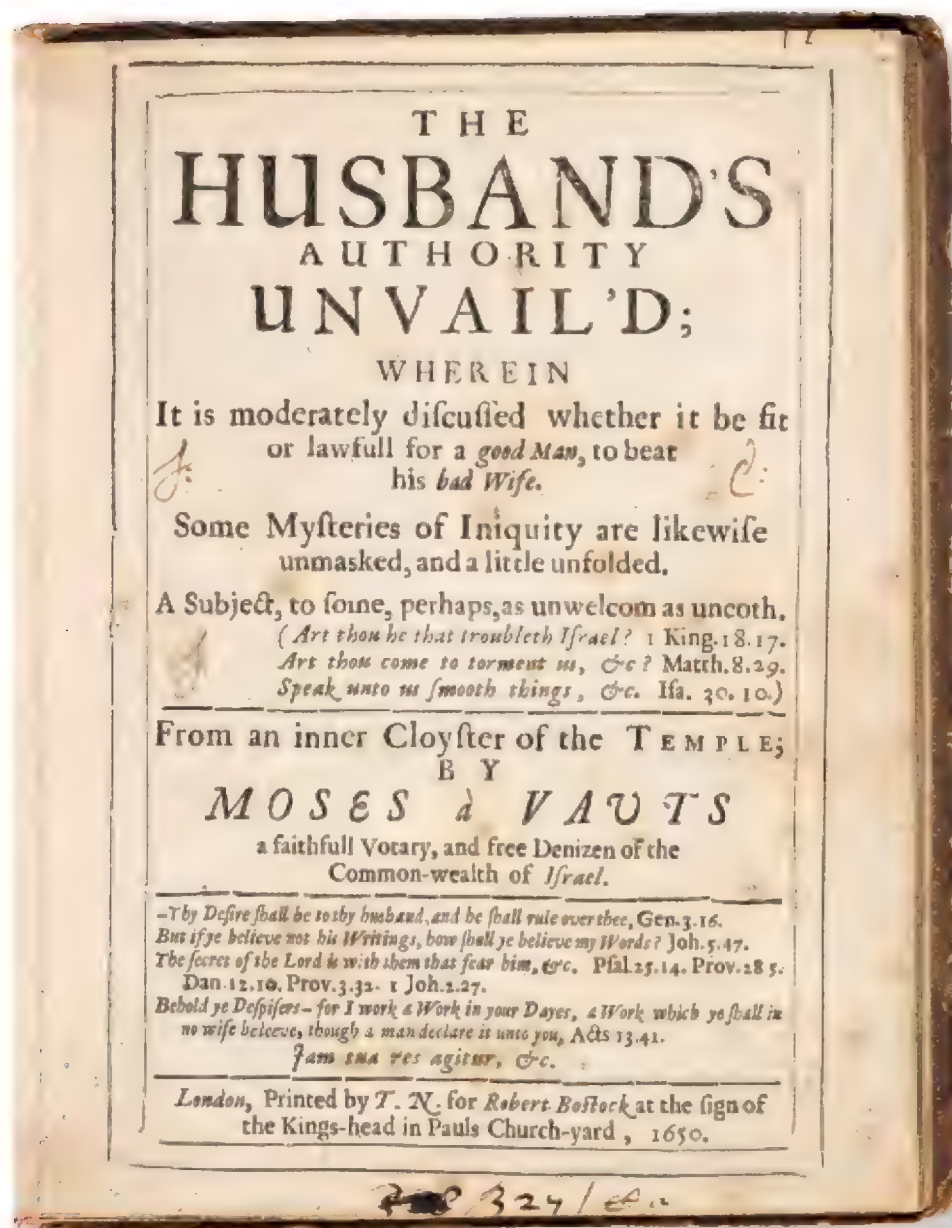 THE
HUSBAND'S
AUTHORITY
UNVAIL'D;
WHEREIN
It is moderately diſcuſſed whether it be fit
or lawfull for a good Man, to beat
his bad Wife.
Some Myſteries of Iniquity are likewiſe
unmasked, and a little unfolded.
A Subject, to ſome, perhaps, as unwelcom as uncoth.
(Art thou he that troubleth Iſrael? 1 King. 18. 17.
Art thou come to torment us, &c? Matth. 8. 29.
Speak unto us ſmooth things, &c. Iſa. 30. 10.)
From an inner Cloyſter of the TEMPLE;
BY
MOSES à VAUTS
a faithfull Votary, and free Denizen of the
Common-wealth of Iſrael.
–Thy Deſire ſhall be to thy husband, and he ſhall rule over thee, Gen. 3. 16.
But if ye believe not his Writings, how ſhall ye believe my Words? Joh. 5. 47.
The ſecret of the Lord is with them that fear him, &c. Pſal. 25. 14. Prov. 28 5.
Dan. 12. 10. Prov. 3. 32. 1 Joh. 2. 27.
Behold ye Deſpiſers– for I work a Work in your Dayes, a Work which ye ſhall in
no wiſe beleeve, though a man declare it unto you, Acts 13. 41.
Jam tua res agitur, &c.
London, Printed by T. N. for Robert Boſtock at the ſign of
the Kings-head in Pauls Church-yard, 1650.
324